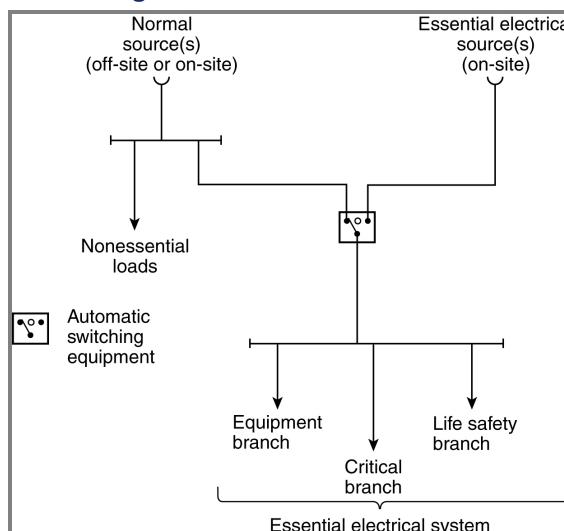 Normal
source(s)
(off-site or on-site)
Essential electrica
source(s)
(on-site)
Nonessential
loads
Automatic
switching
equipment
Equipment
branch
Critical
branch
Life safety
branch
Essential electrical system